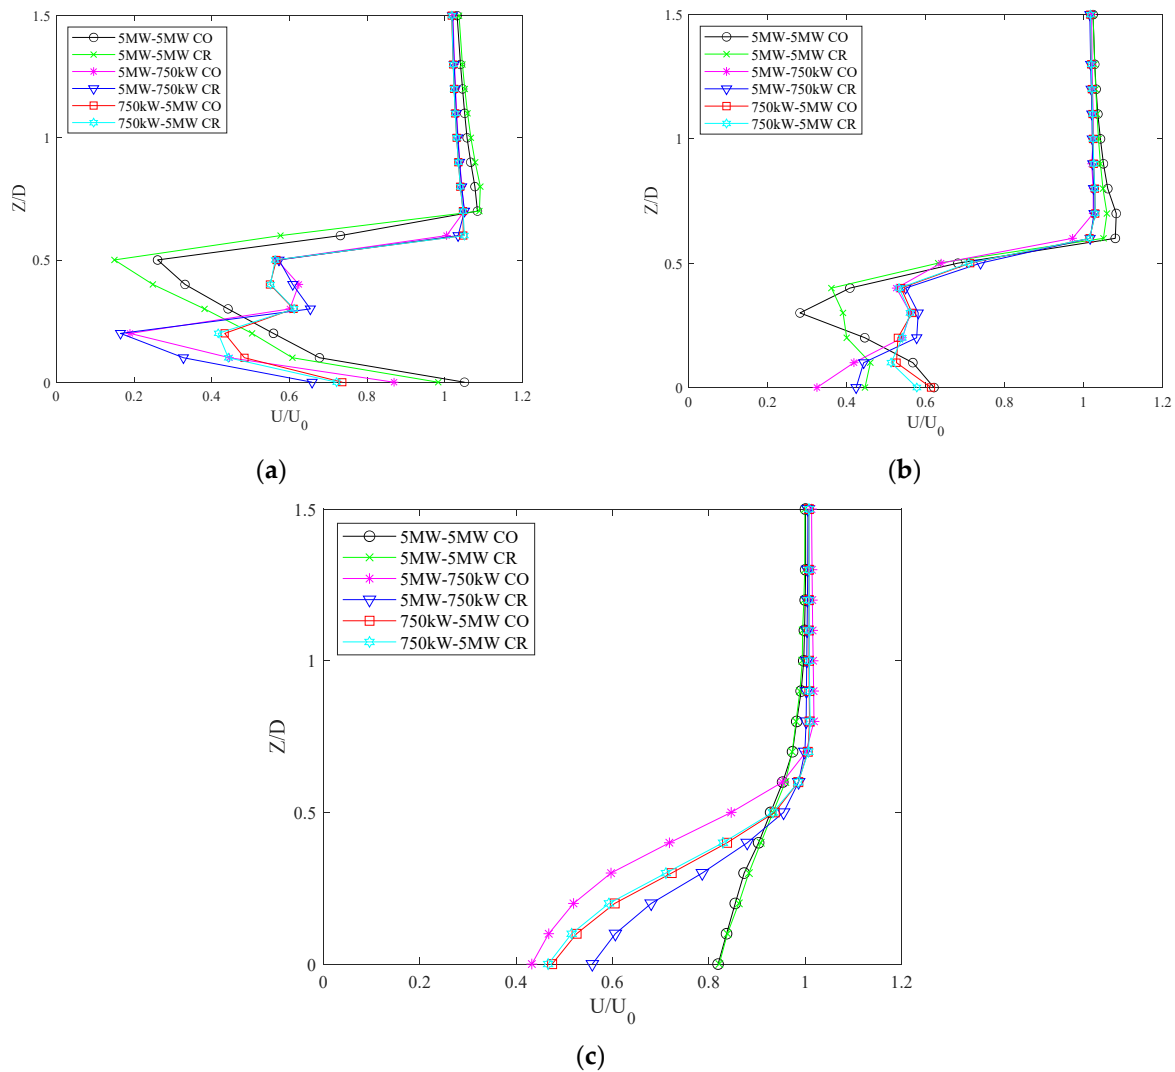 1.5
1
0.5
0
Z/D
5MW-5MW CO
5MW-5MW CR
5MW-750kW CO
5MW-750kW CR
750kW-5MW CO
750kW-5MW CR
0 0.2 0.4 0.6 0.8 1 1.2
U/U0
(a)
1.5
1
0.5
0
Z/D
5MW-5MW CO
5MW-5MW CR
5MW-750kW CO
5MW-750kW CR
750kW-5MW CO
750kW-5MW CR
0 0.2 0.4 0.6 0.8 1 1.2
U/U0
(b)
1.5
1
0.5
0
Z/D
5MW-5MW CO
5MW-5MW CR
5MW-750kW CO
5MW-750kW CR
750kW-5MW CO
750kW-5MW CR
0 0.2 0.4 0.6 0.8 1 1.2
U/U0
(c)